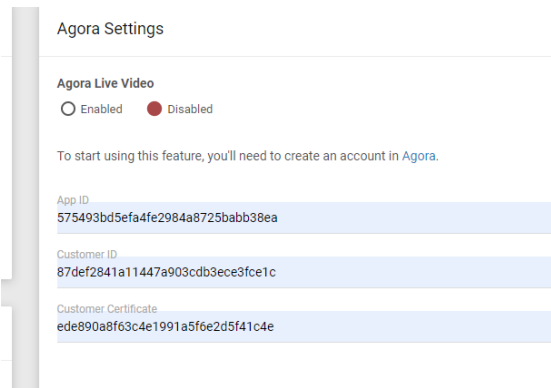 Agora Settings
Agora Live Video
Enabled Disabled
To start using this feature, you'll need to create an account in Agora.
App ID
575493bd5efa4fe2984a8725babb38ea
Customer ID
87def2841a11447a903cdb3ece3fce1c
Customer Certificate
ede890a8f63c4e1991a5f6e2d5f41c4e